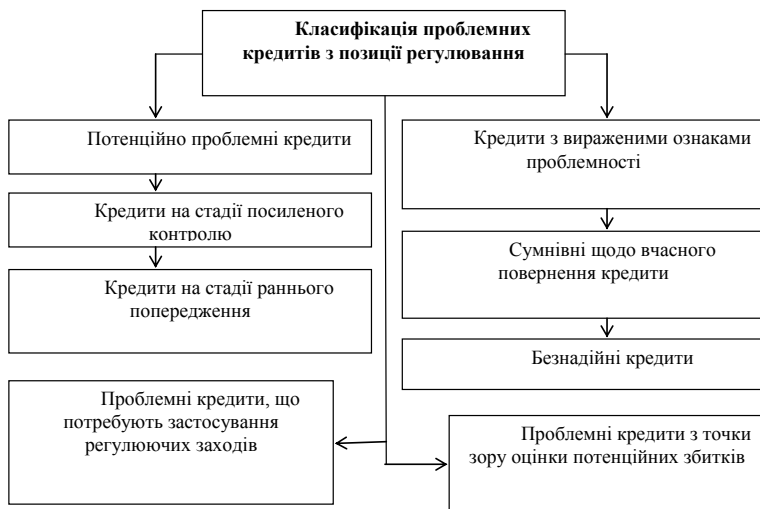 Класифікація проблемних
кредитів з позиції регулювання
Потенційно проблемні кредити
Кредити на стадії посиленого
контролю
Кредити на стадії раннього
попередження
Кредити з вираженими ознаками
проблемності
Сумнівні щодо вчасного
повернення кредити
Безнадійні кредити
Проблемні кредити, що
потребують застосування
регулюючих заходів
Проблемні кредити з точки
зору оцінки потенційних збитків